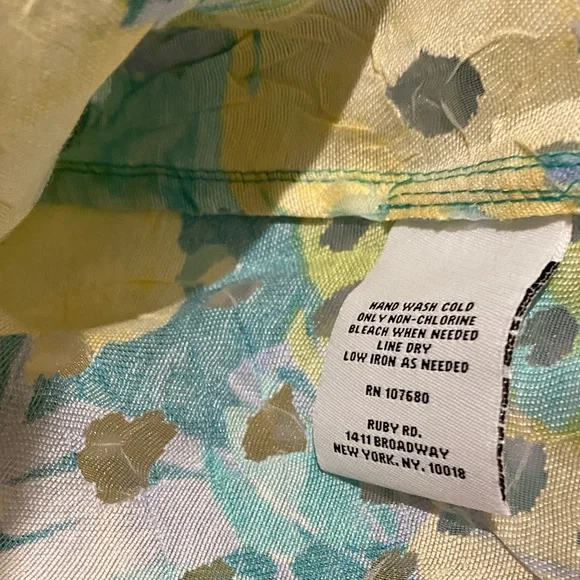 HAND WASH COLD
ONLY NON-CHLORINE
BLEACH WHEN NEEDED
LINE DRY
LOW IRON AS NEEDED
RN 107680
RUBY RD.
1411 BROADWAY
NEW YORK. NY. 10018